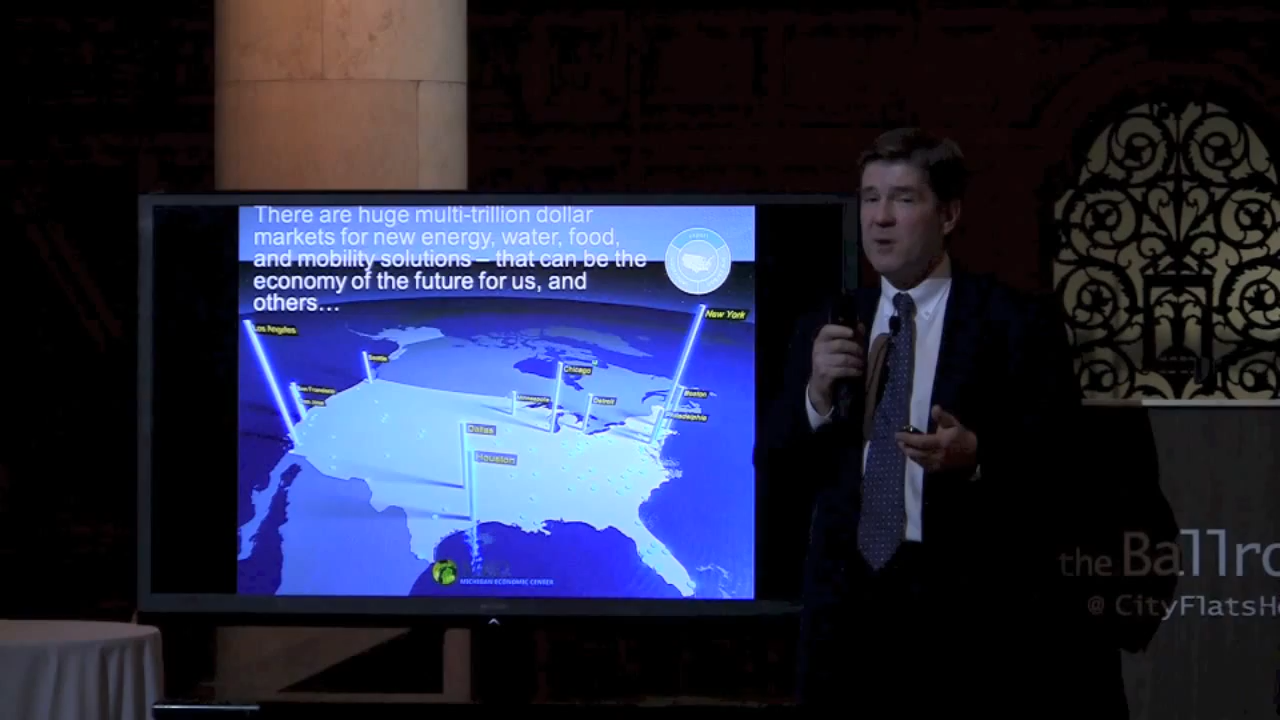 There are huge multi-trillion dollar
markets for new energy, water, food,
and mobility solutions – that can be the
economy of the future for us, and
others…
Los Angeles
New York
Seattle
Chicago
San Francisco
Boston
Minneapolis
Detroit
Philadelphia
Dallas
Houston
MICHIGAN ECONOMIC CENTER
the Ballro
@ CityFlatsHo